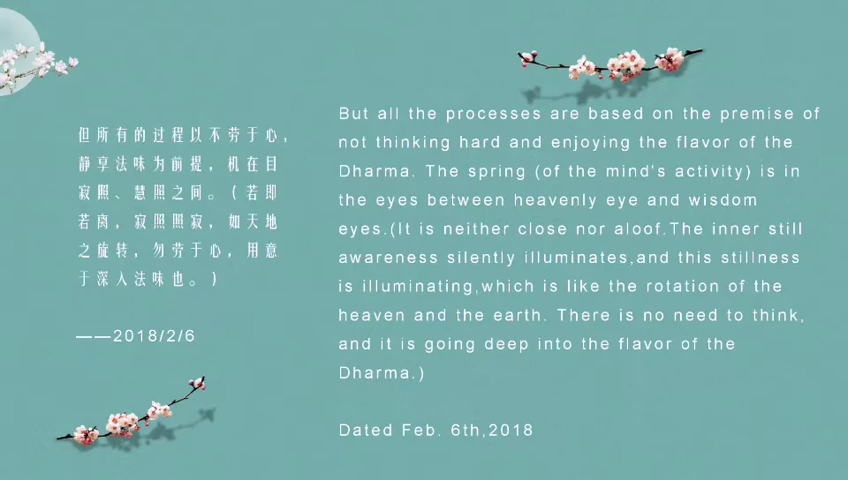 但所有的过程以不劳于心，
静享法味为前提，机在目
寂照、慧照之间。（若即
若离，寂照照寂，如天地
之旋转，勿劳于心，用意
于深入法味也。）
——2018/2/6
But all the processes are based on the premise of
not thinking hard and enjoying the flavor of the
Dharma. The spring (of the mind's activity) is in
the eyes between heavenly eye and wisdom
eyes.(It is neither close nor aloof.The inner still
awareness silently illuminates,and this stillness
is illuminating,which is like the rotation of the
heaven and the earth. There is no need to think,
and it is going deep into the flavor of the
Dharma.)
Dated Feb. 6th,2018